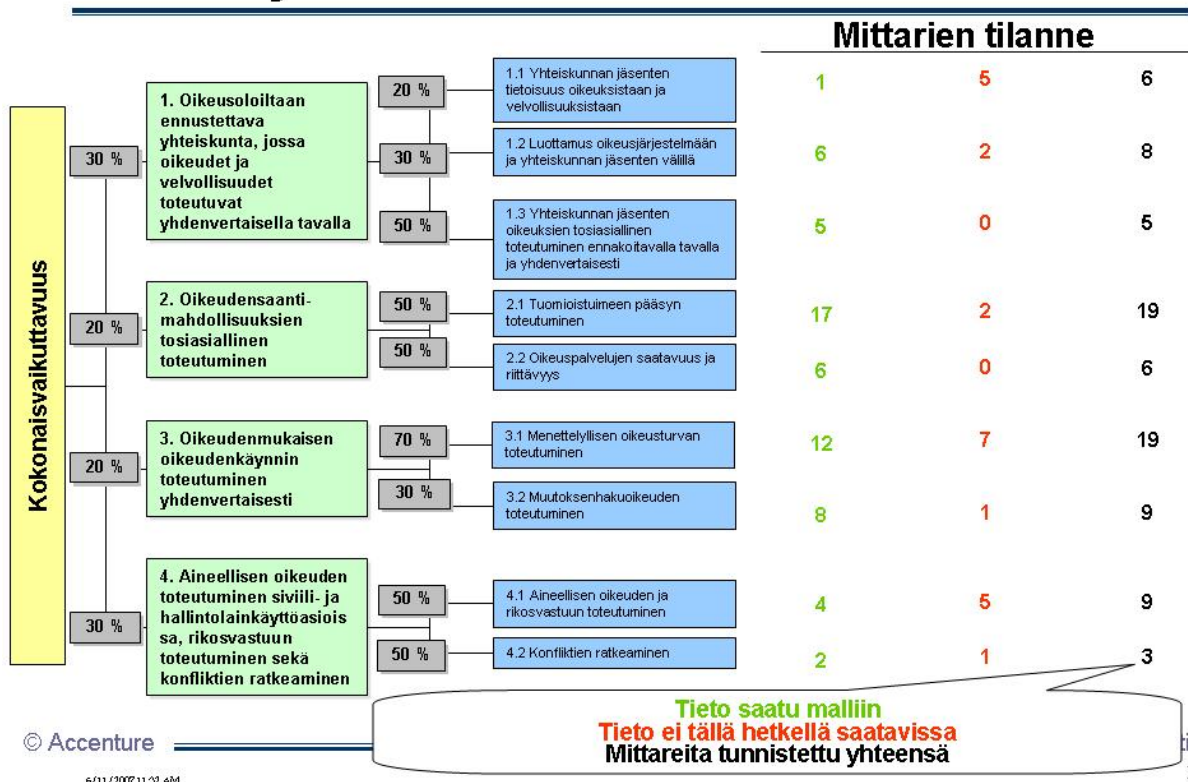 Mittarien tilanne
Kokonaisvaikuttavuus
30 %
1. Oikeusoloiltaan
ennustettava
yhteiskunta, jossa
oikeudet ja
velvollisuudet
toteutuvat
yhdenvertaisella tavalla
20 %
1.1 Yhteiskunnan jäsenten
tietoisuus oikeuksistaan ja
velvollisuuksistaan
1 5 6
30 %
1.2 Luottamus oikeusjärjestelmään
ja yhteiskunnan jäsenten välillä
6 2 8
50 %
1.3 Yhteiskunnan jäsenten
oikeuksien tosiasiallinen
toteutuminen ennakoitavalla tavalla
ja yhdenvertaisesti
5 0 5
20 %
2. Oikeudensaanti-
mahdollisuuksien
tosiasiallinen
toteutuminen
50 %
2.1 Tuomioistuimeen pääsyn
toteutuminen
17 2 19
50 %
2.2 Oikeuspalvelujen saatavuus ja
riittävyys
6 0 6
20 %
3. Oikeudenmukaisen
oikeudenkäynnin
toteutuminen
yhdenvertaisesti
70 %
3.1 Menettelyllisen oikeusturvan
toteutuminen
12 7 19
30 %
3.2 Muutoksenhakuoikeuden
toteutuminen
8 1 9
30 %
4. Aineellisen oikeuden
toteutuminen siviili- ja
hallintolainkäyttöasiois
sa, rikosvastuun
toteutuminen sekä
konfliktien ratkeaminen
50 %
4.1 Aineellisen oikeuden ja
rikosvastuun toteutuminen
4 5 9
50 %
4.2 Konfliktien ratkeaminen
2 1 3
Tieto saatu malliin
Tieto ei tällä hetkellä saatavissa
Mittareita tunnistettu yhteensä
© Accenture